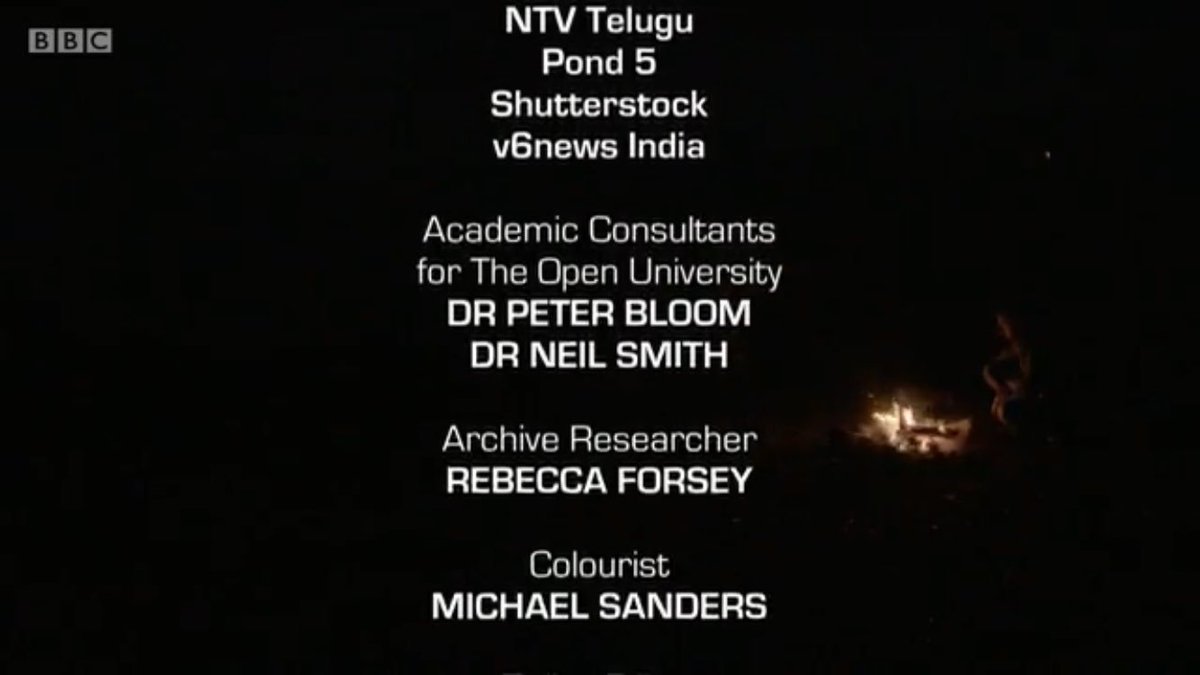 BBC
NTV Telugu
Pond 5
Shutterstock
v6news India
Academic Consultants
for The Open University
DR PETER BLOOM
DR NEIL SMITH
Archive Researcher
REBECCA FORSEY
Colourist
MICHAEL SANDERS